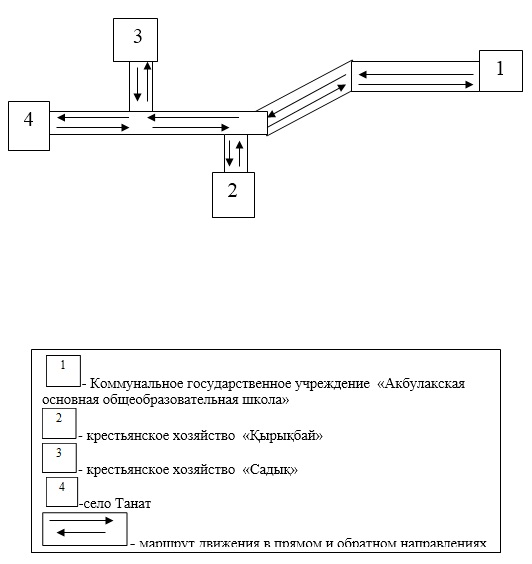 3
1
4
2
1
- Коммунальное государственное учреждение «Акбулакская
основная общеобразовательная школа»
2
- крестьянское хозяйство «Қырықбай»
3
- крестьянское хозяйство «Садық»
4
-село Танат
- маршрут движения в прямом и обратном направлениях